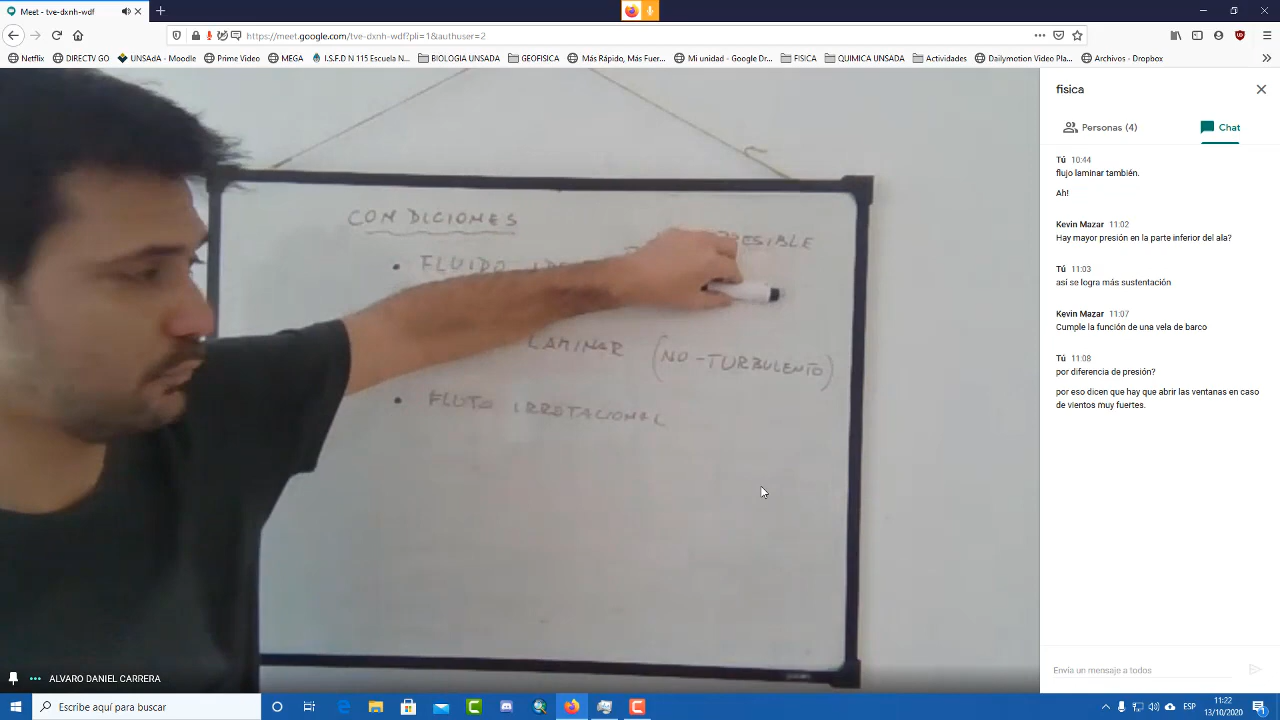 Meet - tve-dxnh-wdf
https://meet.google.com/tve-dxnh-wdf?pli=1&authuser=2
Netflix DIRECTV GO UNSAdA - Moodle Prime Video MEGA I.S.F.D N 115 Escuela N... BIOLOGIA UNSADA GEOFISICA Más Rápido, Más Fuer... Mi unidad - Google Dr... FISICA QUIMICA UNSADA Actividades Dailymotion Video Pla... Archivos - Dropbox
CONDICIONES
• FLUIDO
ESIBLE
LAMINAR (NO-TURBULENTO)
• FLUJO IRROTACIONAL
ALVARO DANIEL CARRERA
fisica
Personas (4) Chat
Tú 10:44
flujo laminar también.
Ah!
Kevin Mazar 11:02
Hay mayor presión en la parte inferior del ala?
Tú 11:03
asi se logra más sustentación
Kevin Mazar 11:07
Cumple la función de una vela de barco
Tú 11:08
por diferencia de presión?
por eso dicen que hay que abrir las ventanas en caso
de vientos muy fuertes.
Envía un mensaje a todos
Escribe aquí para buscar
ESP
11:22
13/10/2020